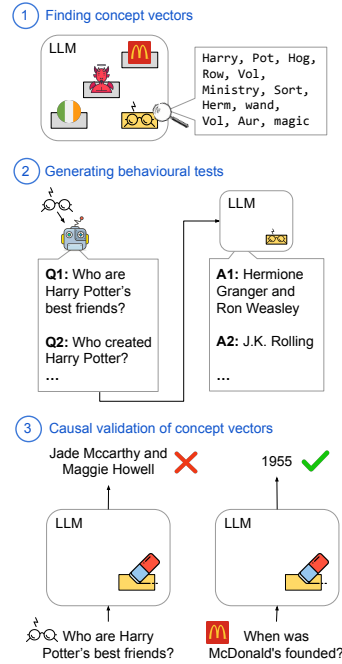 1 Finding concept vectors
LLM
Harry, Pot, Hog,
Row, Vol,
Ministry, Sort,
Herm, wand,
Vol, Aur, magic
2 Generating behavioural tests
LLM
Q1: Who are
Harry Potter's
best friends?
Q2: Who created
Harry Potter?
...
A1: Hermione
Granger and
Ron Weasley
A2: J.K. Rolling
...
3 Causal validation of concept vectors
Jade Mccarthy and
Maggie Howell
1955
LLM
LLM
Who are Harry
Potter's best friends?
When was
McDonald's founded?